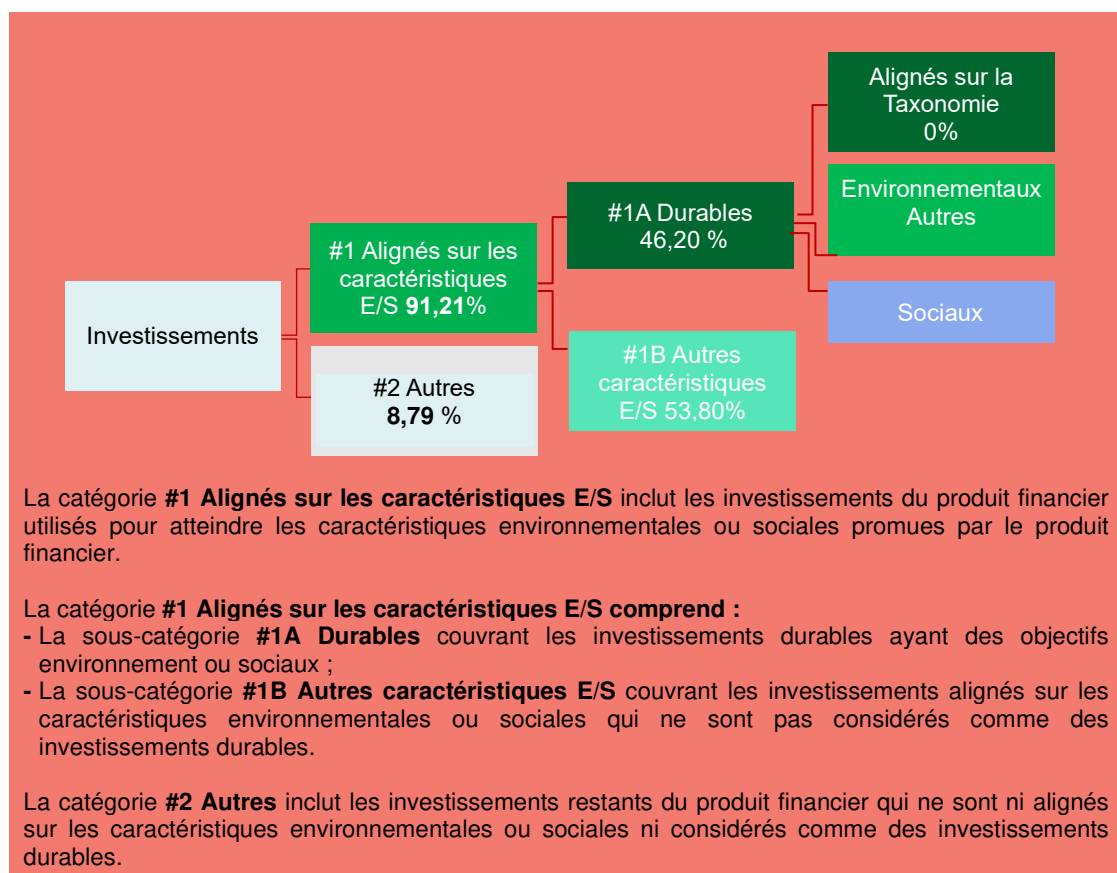 Alignés sur la
Taxonomie
0%
Environnementaux
Autres
Sociaux
#1A Durables
46,20 %
#1B Autres
caractéristiques
E/S 53,80%
#1 Alignés sur les
caractéristiques
E/S 91,21%
#2 Autres
8,79 %
Investissements
La catégorie #1 Alignés sur les caractéristiques E/S inclut les investissements du produit financier
utilisés pour atteindre les caractéristiques environnementales ou sociales promues par le produit
financier.
La catégorie #1 Alignés sur les caractéristiques E/S comprend :
- La sous-catégorie #1A Durables couvrant les investissements durables ayant des objectifs
environnement ou sociaux ;
- La sous-catégorie #1B Autres caractéristiques E/S couvrant les investissements alignés sur les
caractéristiques environnementales ou sociales qui ne sont pas considérés comme des
investissements durables.
La catégorie #2 Autres inclut les investissements restants du produit financier qui ne sont ni alignés
sur les caractéristiques environnementales ou sociales ni considérés comme des investissements
durables.